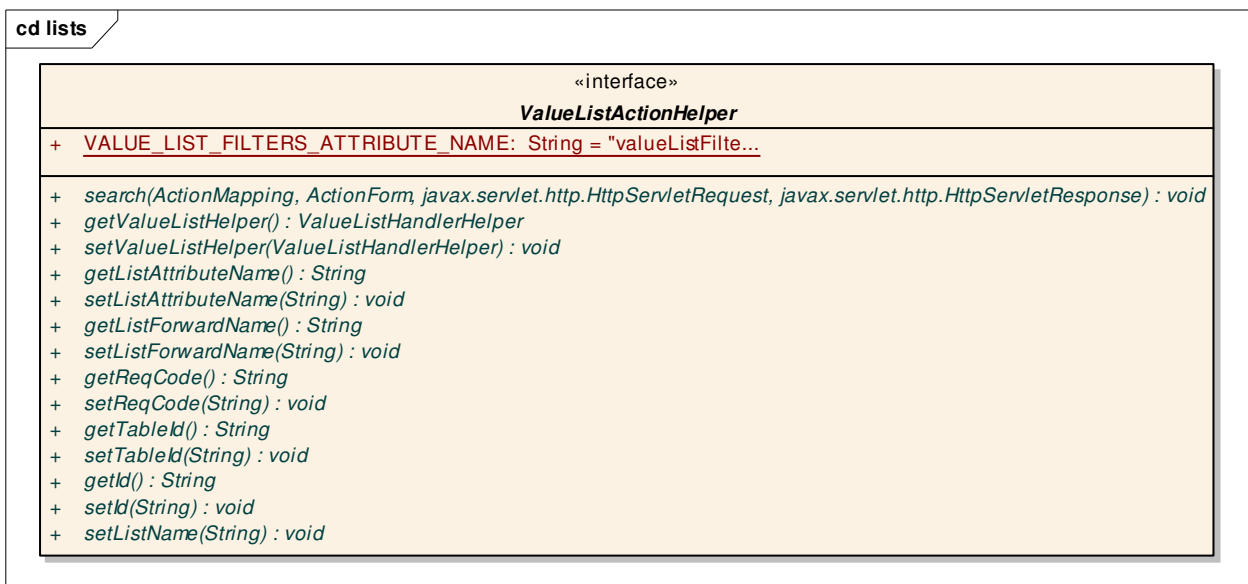 cd lists
«interface»
ValueListActionHelper
+ VALUE_LIST_FILTERS_ATTRIBUTE_NAME: String = "valueListFilte...
+ search(ActionMapping, ActionForm, javax.servlet.http.HttpServletRequest, javax.servlet.http.HttpServletResponse) : void
+ getValueListHelper() : ValueListHandlerHelper
+ setValueListHelper(ValueListHandlerHelper) : void
+ getListAttributeName() : String
+ setListAttributeName(String) : void
+ getListForwardName() : String
+ setListForwardName(String) : void
+ getReqCode() : String
+ setReqCode(String) : void
+ getTableId() : String
+ setTableId(String) : void
+ getId() : String
+ setId(String) : void
+ setListName(String) : void